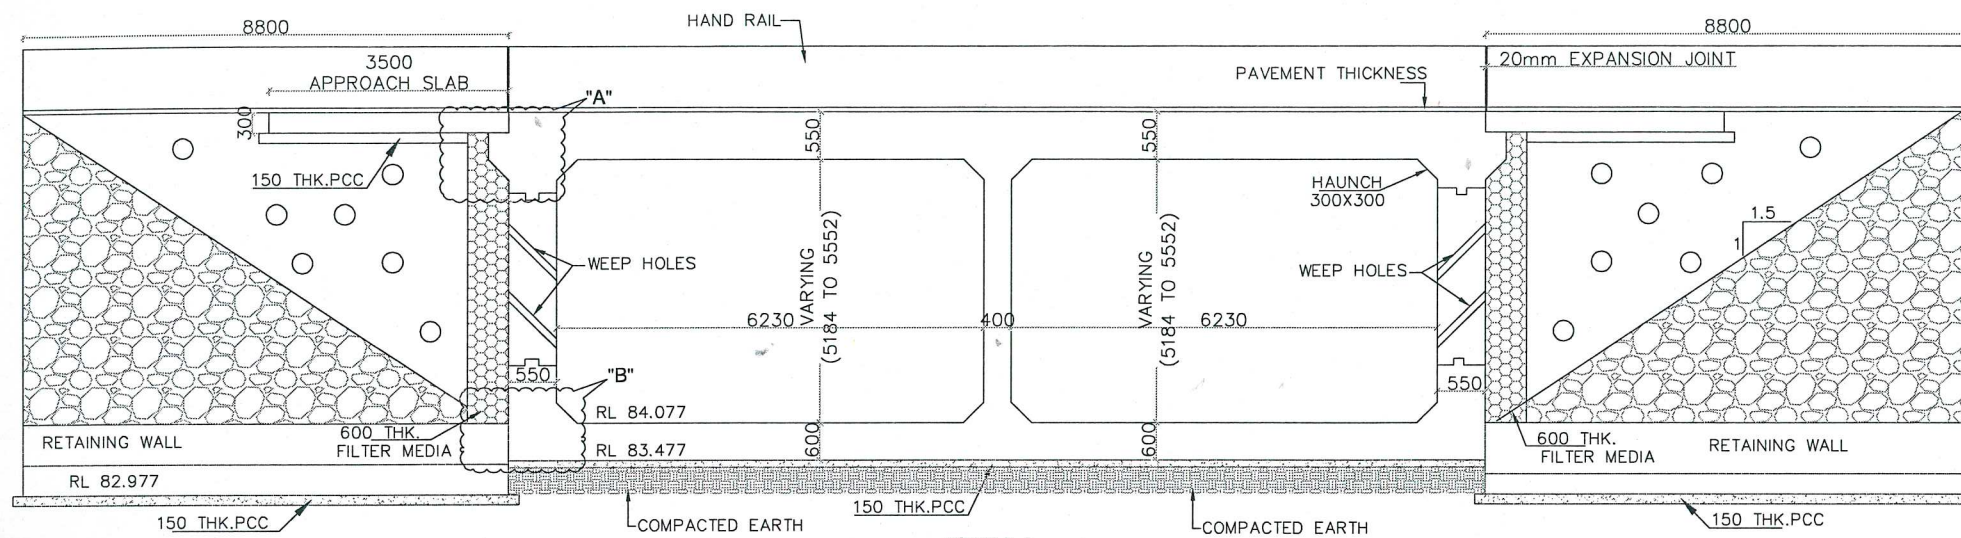 HAND RAIL
8800
8800
3500
APPROACH SLAB
20mm EXPANSION JOINT
PAVEMENT THICKNESS
"A"
300
550
550
150 THK.PCC
HAUNCH
300X300
1.5
1
WEEP HOLES
VARYING
(5184 TO 5552)
VARYING
(5184 TO 5552)
WEEP HOLES
6230
400
6230
550
"B"
550
RL 84.077
RETAINING WALL
600 THK.
FILTER MEDIA
RL 83.477
600
600
600 THK.
FILTER MEDIA
RETAINING WALL
RL 82.977
150 THK.PCC
COMPACTED EARTH
150 THK.PCC
COMPACTED EARTH
150 THK.PCC